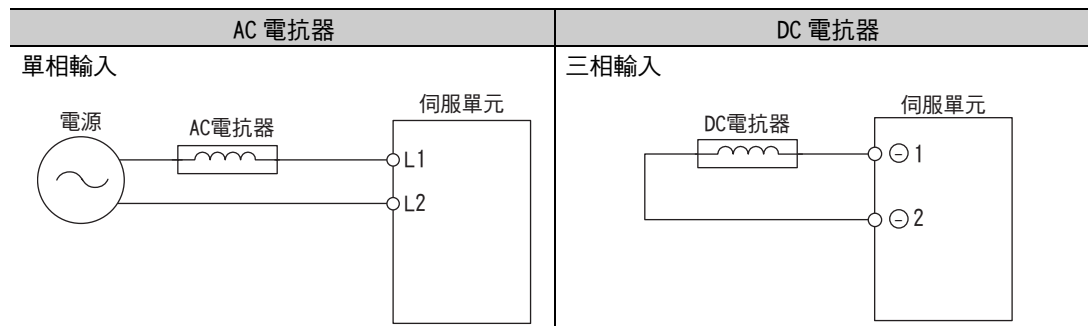 AC 電抗器
DC 電抗器
單相輸入
三相輸入
電源
AC電抗器
伺服單元
L1
L2
DC電抗器
伺服單元
⊖1
⊖2